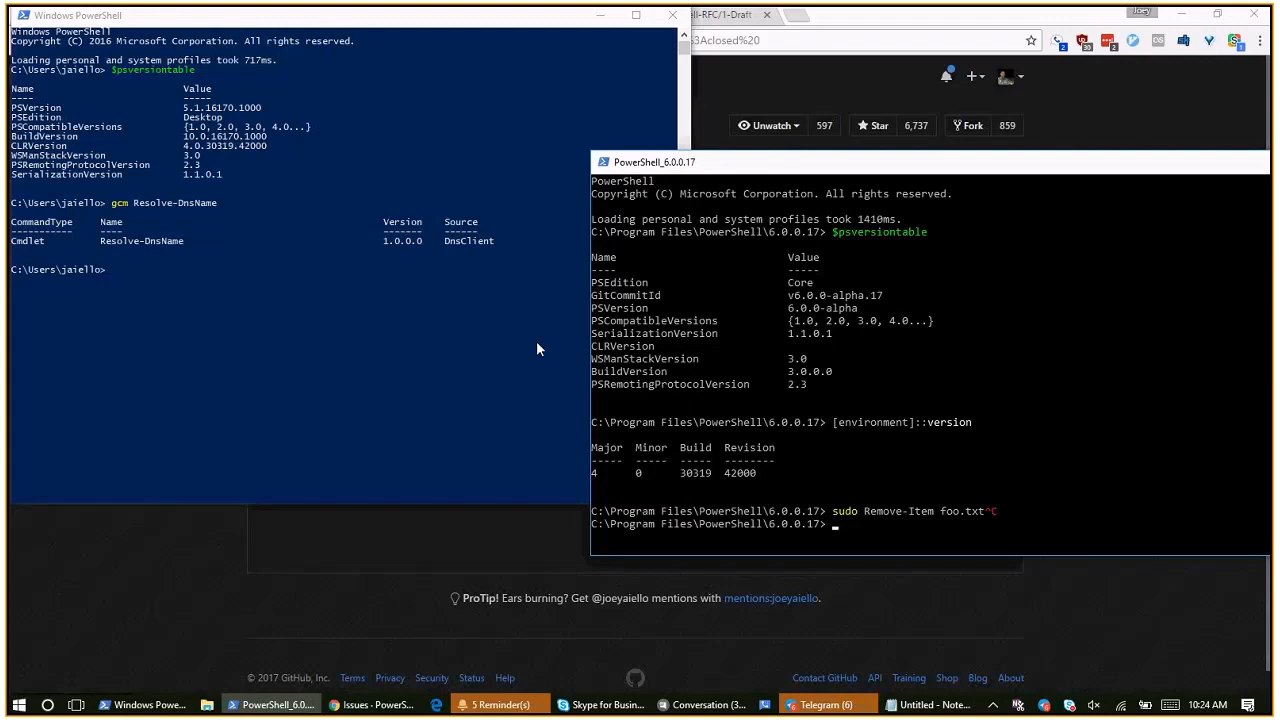 Windows PowerShell
Windows PowerShell
Copyright (C) 2016 Microsoft Corporation. All rights reserved.
Loading personal and system profiles took 717ms.
C:\Users\jaiello> $psversiontable
Name Value
---- -----
PSVersion 5.1.16170.1000
PSEdition Desktop
PSCompatibleVersions {1.0, 2.0, 3.0, 4.0...}
BuildVersion 10.0.16170.1000
CLRVersion 4.0.30319.42000
WSManStackVersion 3.0
PSRemotingProtocolVersion 2.3
SerializationVersion 1.1.0.1
C:\Users\jaiello> gcm Resolve-DnsName
CommandType Name Version Source
----------- ---- ------- ------
Cmdlet Resolve-DnsName 1.0.0.0 DnsClient
C:\Users\jaiello>
ll-RFC/1-Draft
Joey
3Aclosed%20
2 30 2 1
Unwatch 597 Star 6,737 Fork 859
PowerShell_6.0.0.17
PowerShell
Copyright (C) Microsoft Corporation. All rights reserved.
Loading personal and system profiles took 1410ms.
C:\Program Files\PowerShell\6.0.0.17> $psversiontable
Name Value
---- -----
PSEdition Core
GitCommitId v6.0.0-alpha.17
PSVersion 6.0.0-alpha
PSCompatibleVersions {1.0, 2.0, 3.0, 4.0...}
SerializationVersion 1.1.0.1
CLRVersion
WSManStackVersion 3.0
BuildVersion 3.0.0.0
PSRemotingProtocolVersion 2.3
C:\Program Files\PowerShell\6.0.0.17> [environment]::version
Major Minor Build Revision
----- ----- ----- --------
4 0 30319 42000
C:\Program Files\PowerShell\6.0.0.17> sudo Remove-Item foo.txt^C
C:\Program Files\PowerShell\6.0.0.17> _
ProTip! Ears burning? Get @joeyaiello mentions with mentions:joeyaiello.
© 2017 GitHub, Inc. Terms Privacy Security Status Help Contact GitHub API Training Shop Blog About
Windows Powe... PowerShell_6.0.... Issues - PowerS... 5 Reminder(s) Skype for Busin... Conversation (3... Telegram (6) Untitled - Note... 10:24 AM